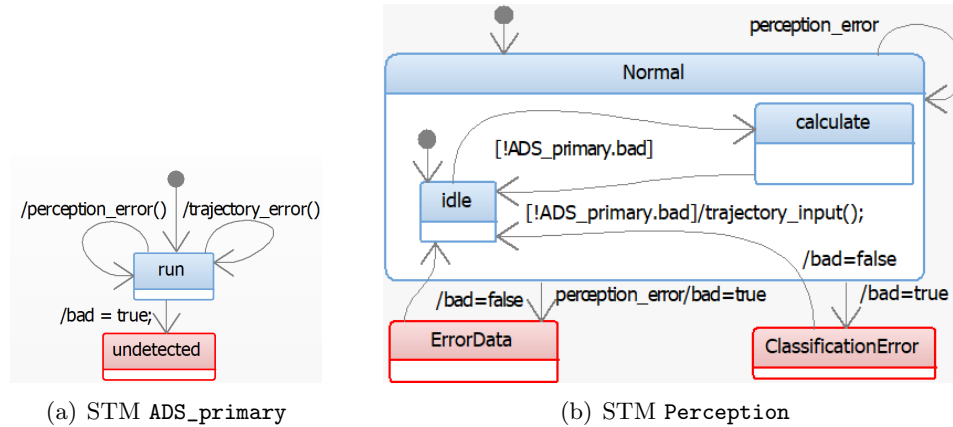 perception_error
Normal
calculate
[!ADS_primary.bad]
idle
[!ADS_primary.bad]/trajectory_input();
/bad=false
/bad=false
perception_error/bad=true
/bad=true
ErrorData
ClassificationError
/perception_error()
/trajectory_error()
run
/bad = true;
undetected
(a) STM ADS_primary
(b) STM Perception